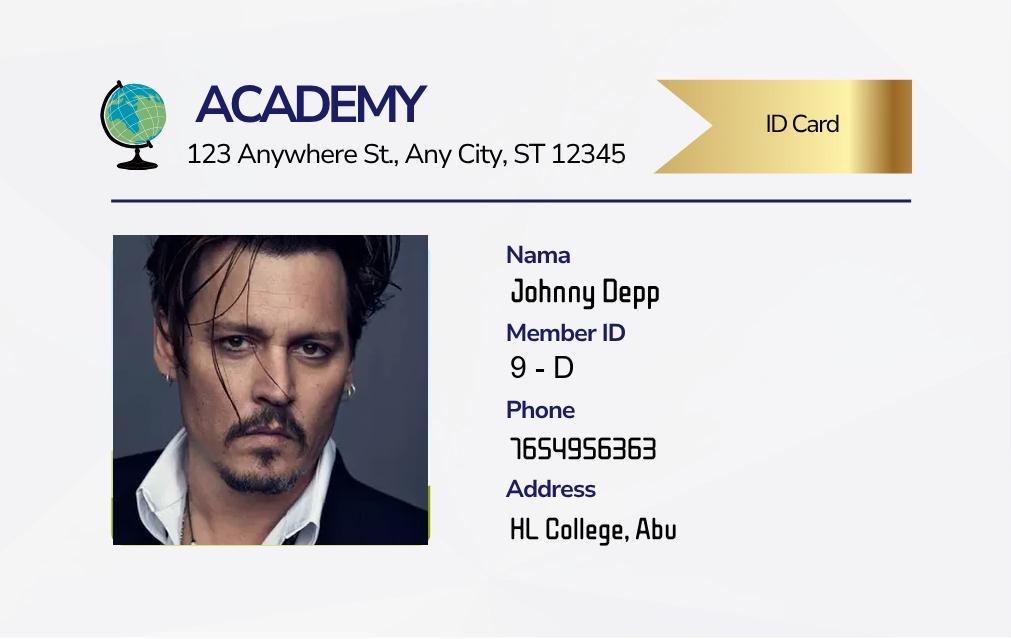 ACADEMY
123 Anywhere St., Any City, ST 12345
ID Card
Nama
Johnny Depp
Member ID
9 - D
Phone
7654956363
Address
HL College, Abu